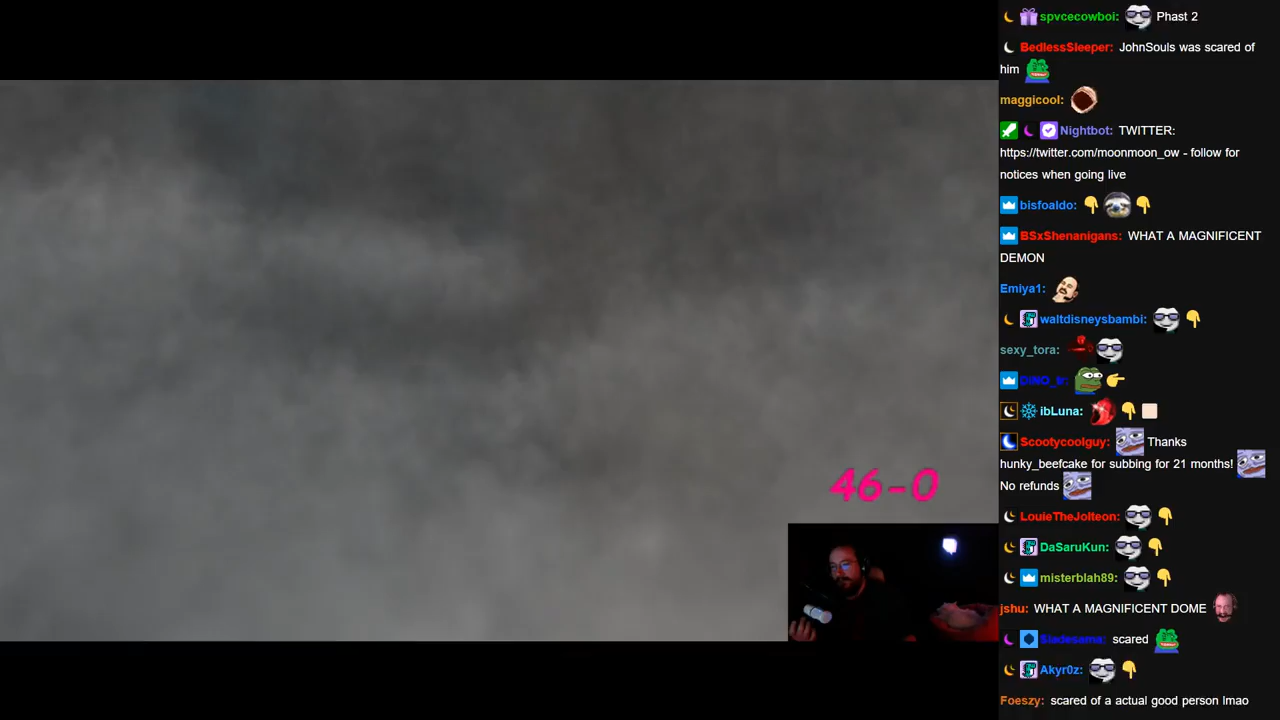 spvcecowboi: Phast 2
BedlessSleeper: JohnSouls was scared of
him
maggicool:
Nightbot: TWITTER:
https://twitter.com/moonmoon_ow - follow for
notices when going live
bisfoaldo:
BSxShenanigans: WHAT A MAGNIFICENT
DEMON
Emiya1:
waltdisneysbambi:
sexy_tora:
ibLuna:
Scootycoolguy: Thanks
hunky_beefcake for subbing for 21 months!
No refunds
46-0
LouieTheJolteon:
DaSaruKun:
misterblah89:
jshu: WHAT A MAGNIFICENT DOME
scared
Akyr0z:
Foeszy: scared of a actual good person lmao